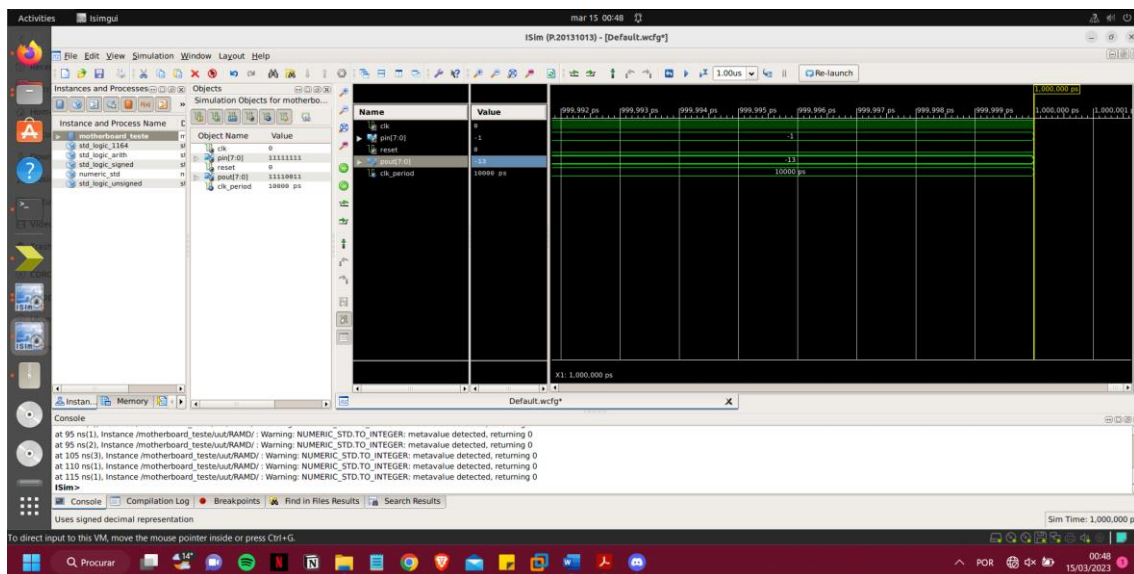 Activities Isimgui mar 15 00:48
ISim (P.20131013) - [Default.wcfg*]
File Edit View Simulation Window Layout Help
1.00us Re-launch
Instances and Processes
Instance and Process Name
motherboard_teste
std_logic_1164
std_logic_arith
std_logic_signed
numeric_std
std_logic_unsigned
Instan... Memory
Objects
Simulation Objects for motherbo...
Object Name Value
clk 0
pin[7:0] 11111111
reset 0
pout[7:0] 11110011
clk_period 10000 ps
Name Value
clk 0
pin[7:0] -1
reset 0
pout[7:0] -13
clk_period 10000 ps
1,000,000 ps
999,992 ps 999,993 ps 999,994 ps 999,995 ps 999,996 ps 999,997 ps 999,998 ps 999,999 ps 1,000,000 ps 1,000,001
-1
-13
10000 ps
X1: 1,000,000 ps
Default.wcfg*
Console
at 95 ns(1), Instance /motherboard_teste/uut/RAMD/ : Warning: NUMERIC_STD.TO_INTEGER: metavalue detected, returning 0
at 95 ns(2), Instance /motherboard_teste/uut/RAMD/ : Warning: NUMERIC_STD.TO_INTEGER: metavalue detected, returning 0
at 105 ns(3), Instance /motherboard_teste/uut/RAMD/ : Warning: NUMERIC_STD.TO_INTEGER: metavalue detected, returning 0
at 110 ns(1), Instance /motherboard_teste/uut/RAMD/ : Warning: NUMERIC_STD.TO_INTEGER: metavalue detected, returning 0
at 115 ns(1), Instance /motherboard_teste/uut/RAMD/ : Warning: NUMERIC_STD.TO_INTEGER: metavalue detected, returning 0
ISim>
Console Compilation Log Breakpoints Find in Files Results Search Results
Uses signed decimal representation Sim Time: 1,000,000 p
To direct input to this VM, move the mouse pointer inside or press Ctrl+G.
Procurar 14° POR 00:48
15/03/2023